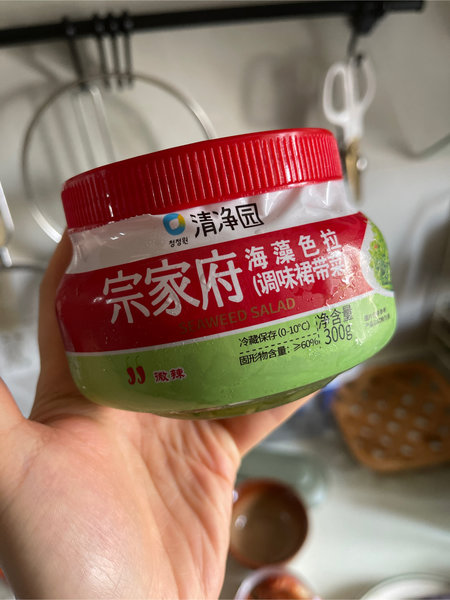 清净园
청정원
宗家府
海藻色拉
(调味裙带菜
SEAWEED SALAD
冷藏保存(0-10℃)
固形物含量:≥60%
净含量
300g
微辣